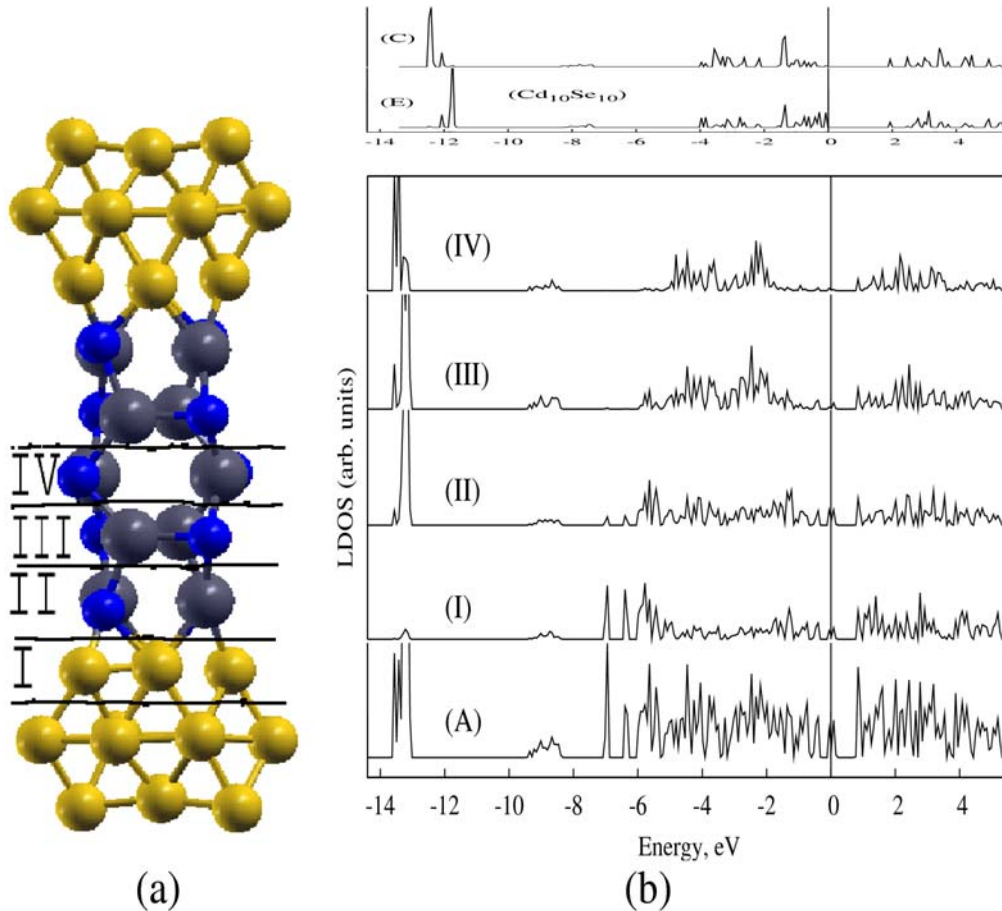 (C)
(E)
(Cd10Se10)
-14 -12 -10 -8 -6 -4 -2 0 2 4
IV
III
II
I
(IV)
(III)
(II)
(I)
(A)
LDOS (arb. units)
-14 -12 -10 -8 -6 -4 -2 0 2 4
Energy, eV
(a)
(b)